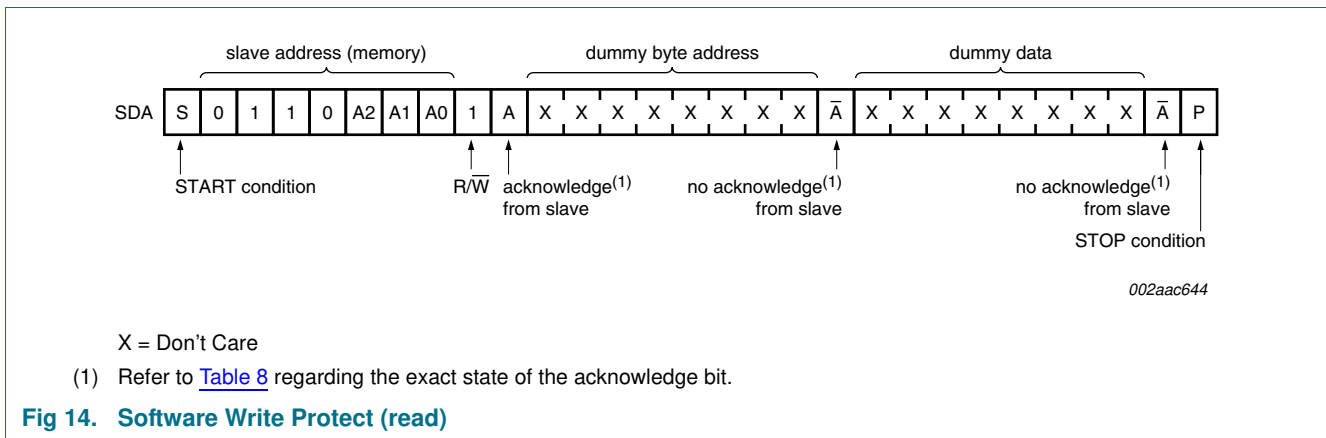 slave address (memory) dummy byte address dummy data
SDA S 0 1 1 0 A2 A1 A0 1 A X X X X X X X X A̅ X X X X X X X X A̅ P
START condition R/W̅ acknowledge(1) no acknowledge(1) no acknowledge(1)
from slave from slave from slave
STOP condition
002aac644
X = Don't Care
(1) Refer to Table 8 regarding the exact state of the acknowledge bit.
Fig 14. Software Write Protect (read)